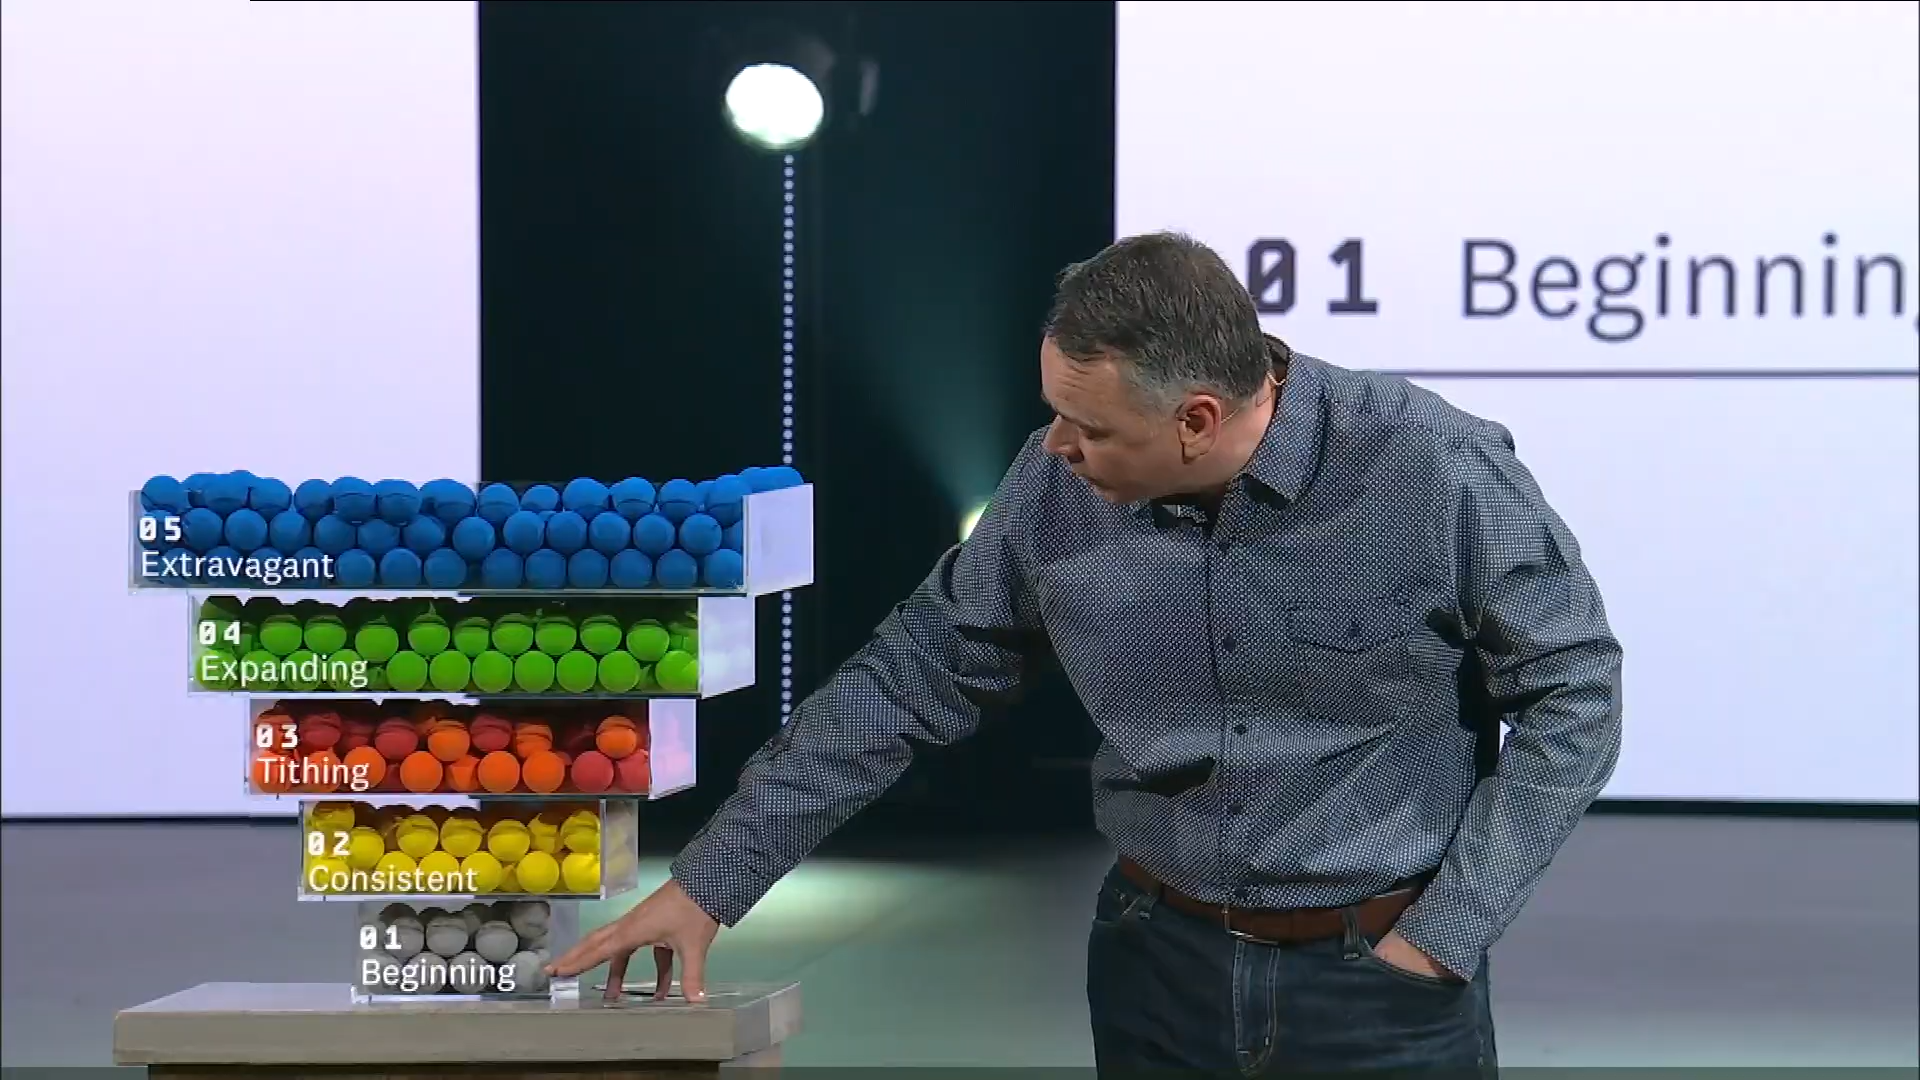 01 Beginnin
05
Extravagant
04
Expanding
03
Tithing
02
Consistent
01
Beginning